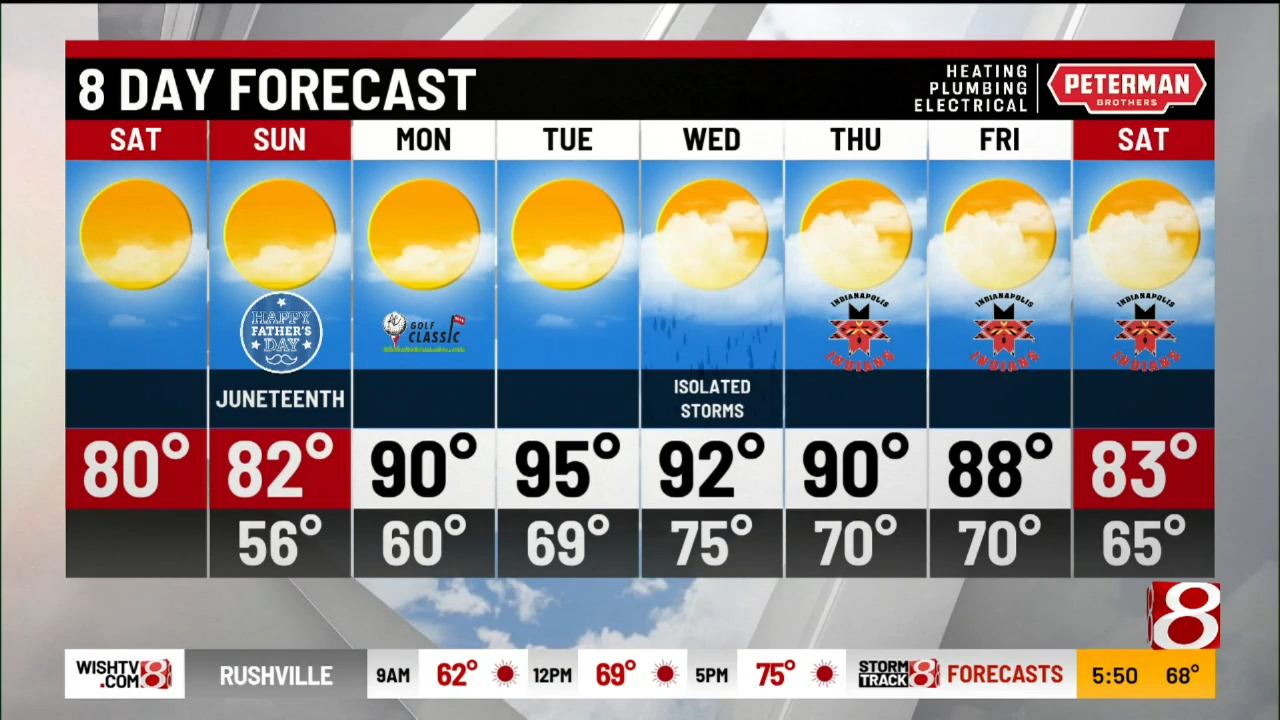 8 DAY FORECAST
HEATING
PLUMBING
ELECTRICAL
PETERMAN
BROTHERS
SAT SUN MON TUE WED THU FRI SAT
HAPPY
FATHER'S
DAY
GOLF
CLASSIC
INDIANAPOLIS
INDIANS
INDIANAPOLIS
INDIANS
INDIANAPOLIS
INDIANS
JUNETEENTH
ISOLATED
STORMS
80° 82° 90° 95° 92° 90° 88° 83°
56° 60° 69° 75° 70° 70° 65°
8
WISHTV
.COM 8
RUSHVILLE 9AM 62° 12PM 69° 5PM 75°
STORM
TRACK 8
FORECASTS
5:50 68°